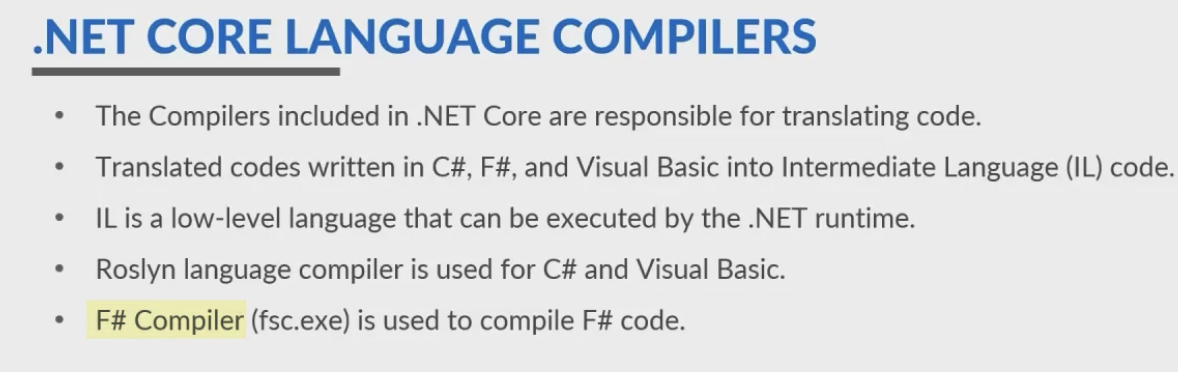 .NET CORE LANGUAGE COMPILERS
• The Compilers included in .NET Core are responsible for translating code.
• Translated codes written in C#, F#, and Visual Basic into Intermediate Language (IL) code.
• IL is a low-level language that can be executed by the .NET runtime.
• Roslyn language compiler is used for C# and Visual Basic.
• F# Compiler (fsc.exe) is used to compile F# code.